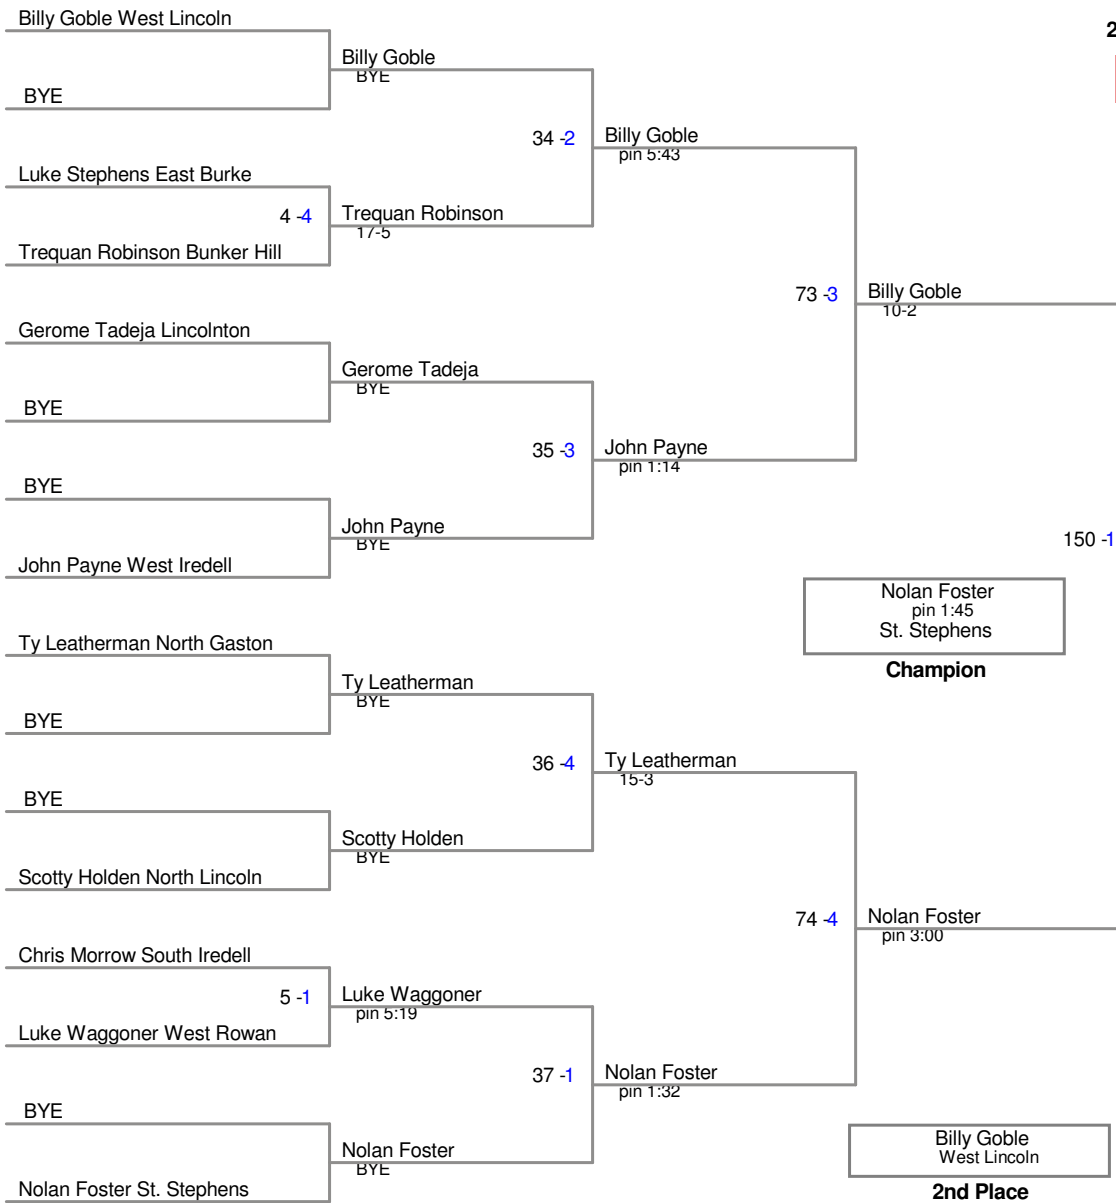 Billy Goble West Lincoln
2
Billy Goble
BYE
BYE
34 -2
Billy Goble
pin 5:43
Luke Stephens East Burke
4 -4
Trequan Robinson
17-5
Trequan Robinson Bunker Hill
73 -3
Billy Goble
10-2
Gerome Tadeja Lincolnton
Gerome Tadeja
BYE
BYE
35 -3
John Payne
pin 1:14
BYE
John Payne
BYE
150 -1
John Payne West Iredell
Nolan Foster
pin 1:45
St. Stephens
Champion
Ty Leatherman North Gaston
Ty Leatherman
BYE
BYE
36 -4
Ty Leatherman
15-3
BYE
Scotty Holden
BYE
Scotty Holden North Lincoln
74 -4
Nolan Foster
pin 3:00
Chris Morrow South Iredell
5 -1
Luke Waggoner
pin 5:19
Luke Waggoner West Rowan
37 -1
Nolan Foster
pin 1:32
BYE
Nolan Foster
BYE
Nolan Foster St. Stephens
Billy Goble
West Lincoln
2nd Place